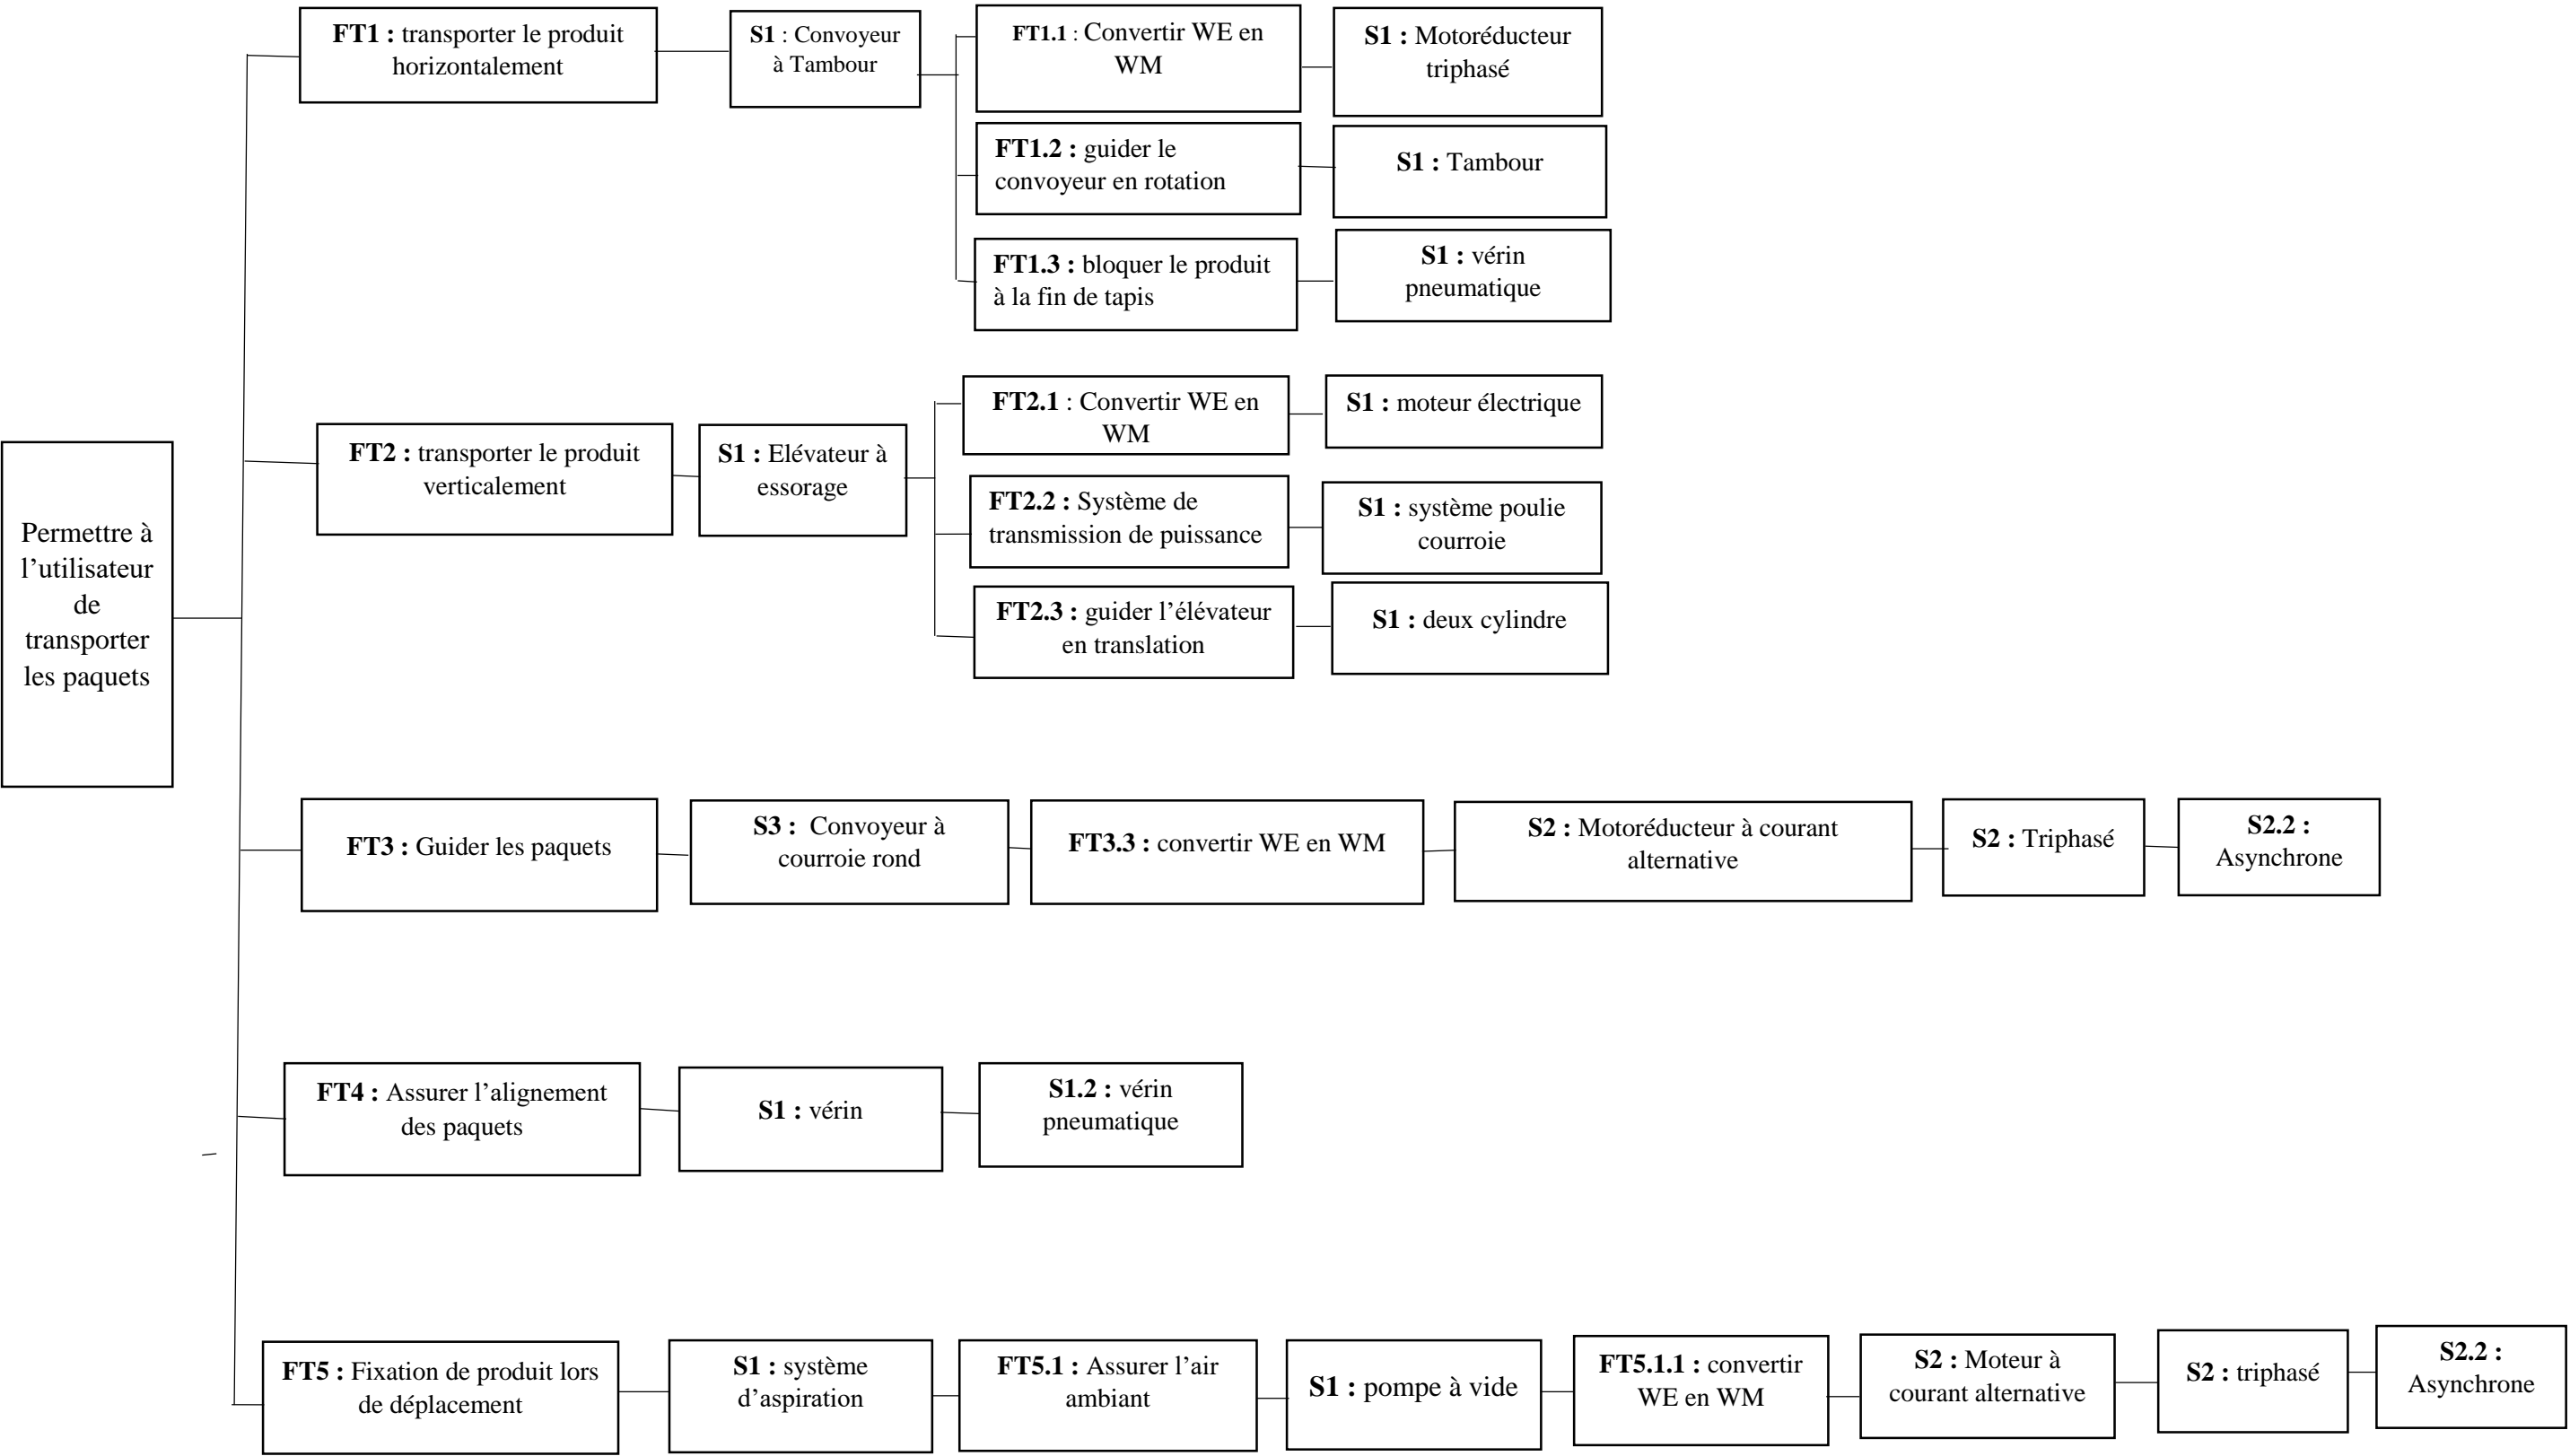 Permettre à
l’utilisateur
de
transporter
les paquets
FT1 : transporter le produit
horizontalement
S1 : Convoyeur
à Tambour
FT1.1 : Convertir WE en
WM
S1 : Motoréducteur
triphasé
FT1.2 : guider le
convoyeur en rotation
S1 : Tambour
FT1.3 : bloquer le produit
à la fin de tapis
S1 : vérin
pneumatique
FT2 : transporter le produit
verticalement
S1 : Elévateur à
essorage
FT2.1 : Convertir WE en
WM
S1 : moteur électrique
FT2.2 : Système de
transmission de puissance
S1 : système poulie
courroie
FT2.3 : guider l’élévateur
en translation
S1 : deux cylindre
FT3 : Guider les paquets
S3 : Convoyeur à
courroie rond
FT3.3 : convertir WE en WM
S2 : Motoréducteur à courant
alternative
S2 : Triphasé
S2.2 :
Asynchrone
FT4 : Assurer l’alignement
des paquets
S1 : vérin
S1.2 : vérin
pneumatique
FT5 : Fixation de produit lors
de déplacement
S1 : système
d’aspiration
FT5.1 : Assurer l’air
ambiant
S1 : pompe à vide
FT5.1.1 : convertir
WE en WM
S2 : Moteur à
courant alternative
S2 : triphasé
S2.2 :
Asynchrone